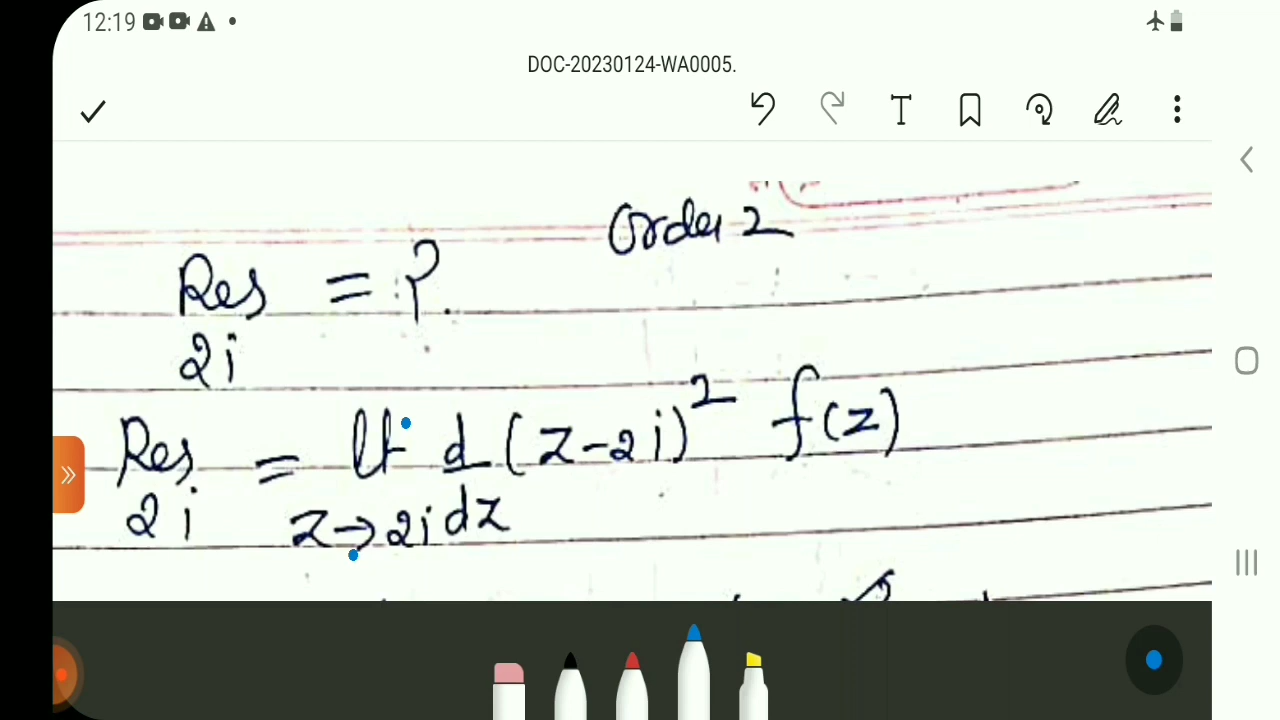 12:19
DOC-20230124-WA0005.
T
Order 2
Res = ?.
2i
Res = lt d (z-2i)² f(z)
2i z→2i dz